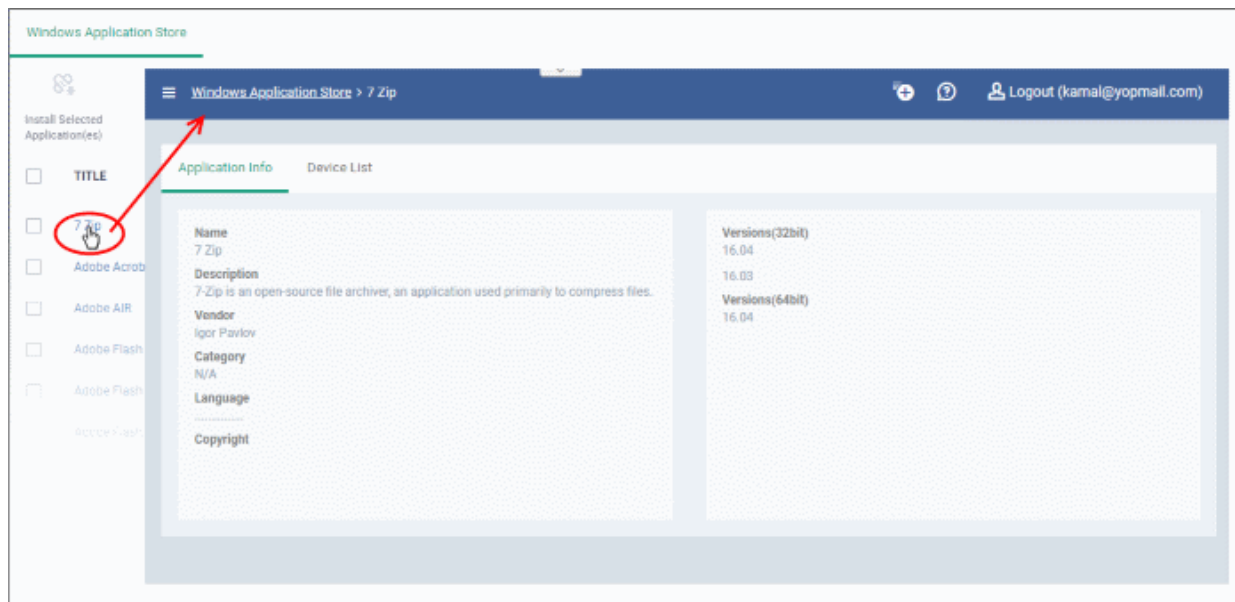 Windows Application Store
Install Selected
Application(es)
Windows Application Store > 7 Zip
Logout (kamal@yopmail.com)
TITLE
Application Info
Device List
7 Zip
Adobe Acrob
Adobe AIR
Adobe Flash
Adobe Flash
Name
7 Zip
Description
7-Zip is an open-source file archiver, an application used primarily to compress files.
Vendor
Igor Pavlov
Category
N/A
Language
Copyright
Versions(32bit)
16.04
16.03
Versions(64bit)
16.04